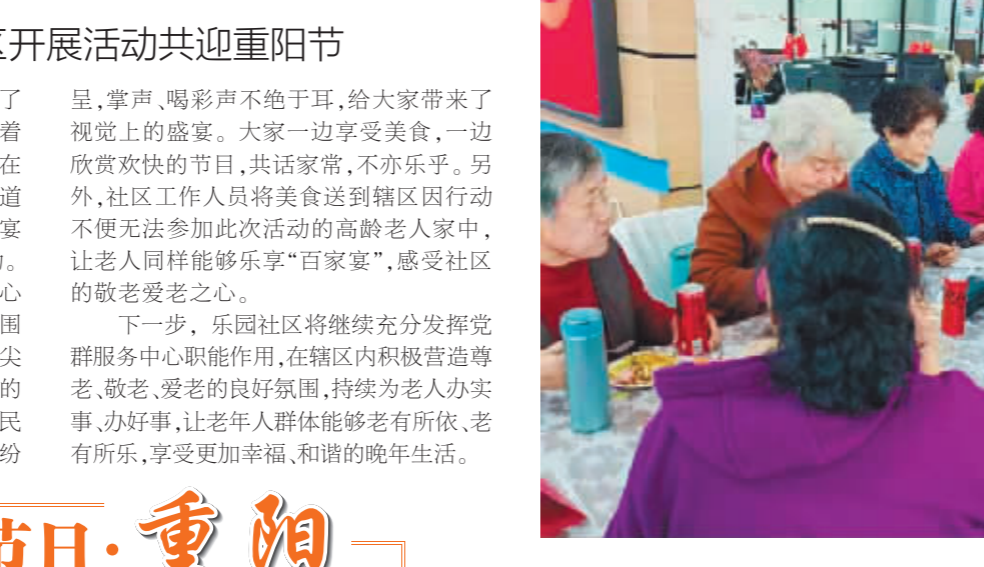 区开展活动共迎重阳节
了
着
在
道
宴
心
围
尖
的
民
纷
呈,掌声、喝彩声不绝于耳,给大家带来了
视觉上的盛宴。大家一边享受美食,一边
欣赏欢快的节目,共话家常,不亦乐乎。另
外,社区工作人员将美食送到辖区因行动
不便无法参加此次活动的高龄老人家中,
让老人同样能够乐享“百家宴”,感受社区
的敬老爱老之心。
下一步,乐园社区将继续充分发挥党
群服务中心职能作用,在辖区内积极营造尊
老、敬老、爱老的良好氛围,持续为老人办实
事、办好事,让老年人群体能够老有所依、老
有所乐,享受更加幸福、和谐的晚年生活。
节日·重阳